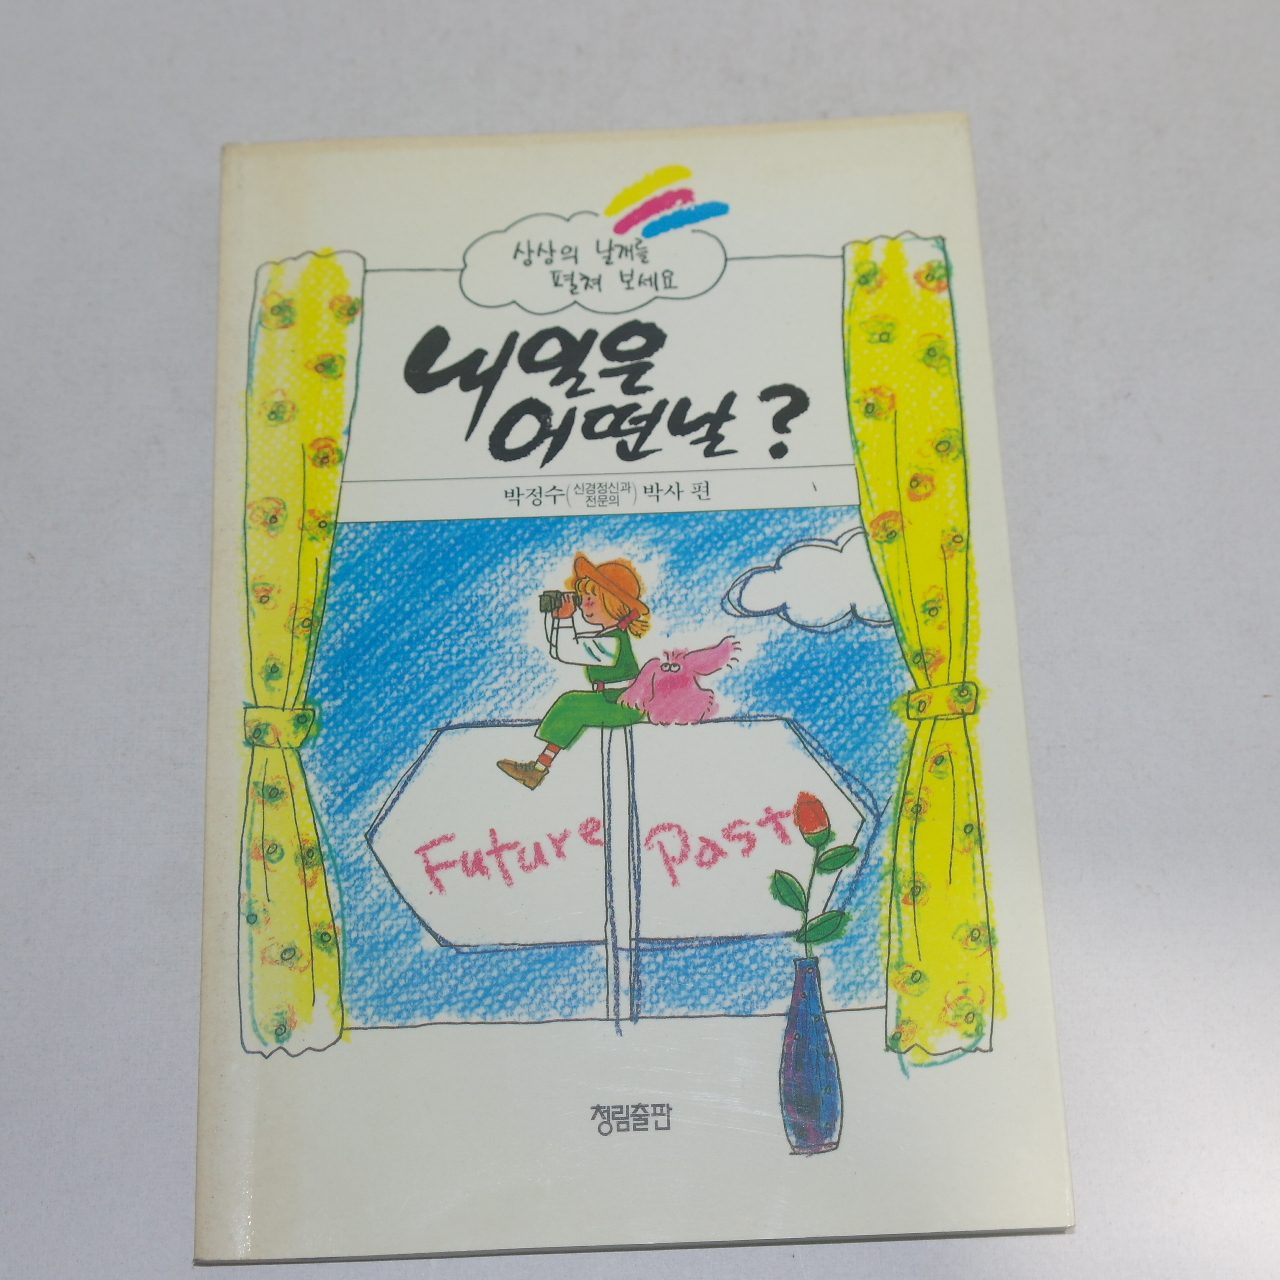 상상의 날개를
펼쳐 보세요
내일은
어떤날?
박정수(신경정신과 전문의) 박사 편
Future Past
청림출판